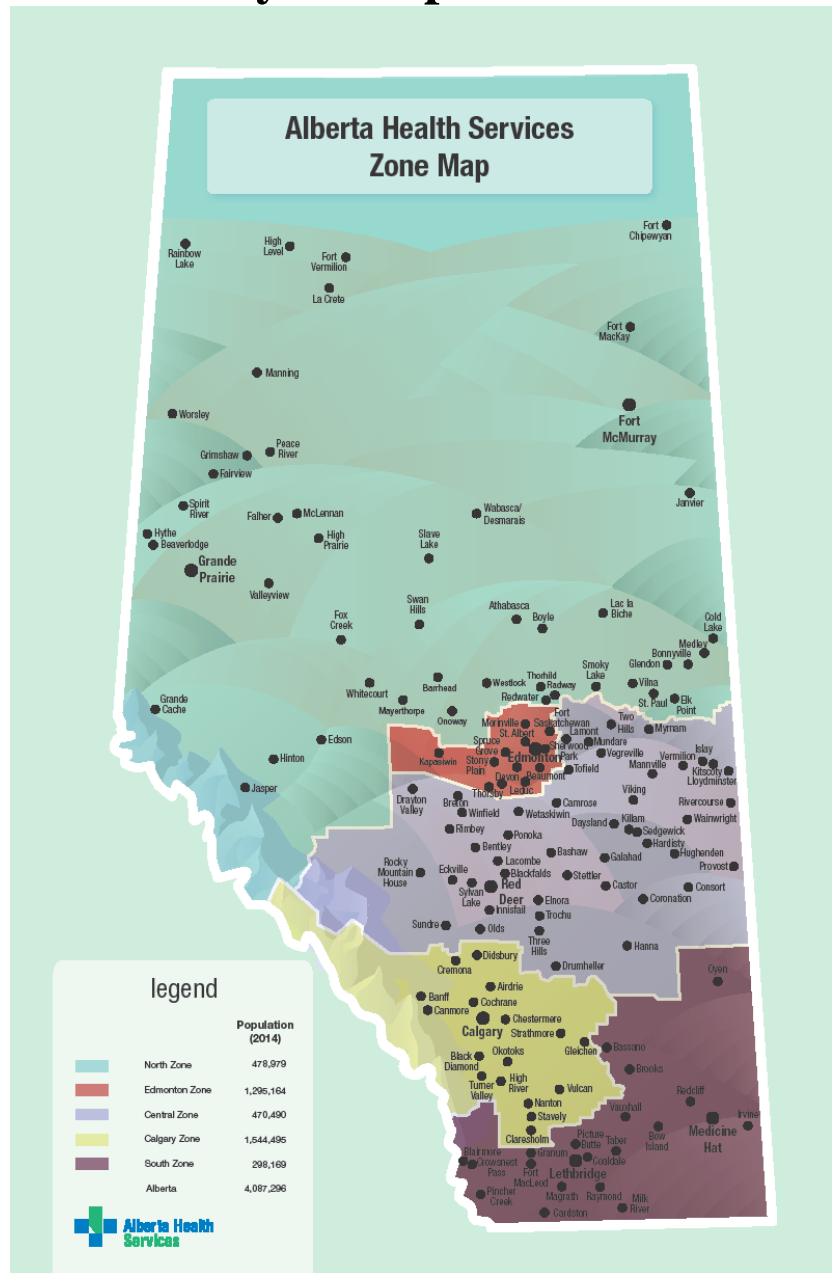 Alberta Health Services
Zone Map
Fort
Chipewyan
Rainbow
Lake
High
Level
Fort
Vermilion
La Crete
Fort
MacKay
Manning
Worsley
Fort
McMurray
Peace
River
Grimshaw
Fairview
Janvier
Spirit
River
Falher
McLennan
Wabasca/
Desmarais
Hythe
Beaverlodge
High
Prairie
Slave
Lake
Grande
Prairie
Valleyview
Swan
Hills
Fox
Creek
Athabasca
Boyle
Lac la
Biche
Cold
Lake
Medley
Bonnyville
Glendon
Smoky
Lake
Vilna
St. Paul
Elk
Point
Whitecourt
Barrhead
Westlock
Thorhild
Radway
Redwater
Mayerthorpe
Onoway
Grande
Cache
Edson
Hinton
Jasper
Morinville
Fort
Saskatchewan
St. Albert
Spruce
Grove
Edmonton
Sherwood
Park
Kapasiwin
Stony
Plain
Devon
Beaumont
Thorsby
Leduc
Lamont
Mundare
Two
Hills
Myrnam
Vegreville
Tofield
Mannville
Vermilion
Islay
Kitscoty
Lloydminster
Drayton
Valley
Breton
Winfield
Wetaskiwin
Camrose
Viking
Rivercourse
Daysland
Killam
Sedgewick
Wainwright
Rimbey
Ponoka
Hardisty
Hughenden
Bentley
Bashaw
Galahad
Provost
Rocky
Mountain
House
Eckville
Lacombe
Blackfalds
Stettler
Castor
Consort
Sylvan
Lake
Red
Deer
Elnora
Coronation
Innisfail
Trochu
Sundre
Olds
Three
Hills
Hanna
Didsbury
Cremona
Drumheller
Oyen
Airdrie
Banff
Canmore
Cochrane
Chestermere
Calgary
Strathmore
Gleichen
Bassano
Black
Diamond
Okotoks
Brooks
Turner
Valley
High
River
Vulcan
Redcliff
Nanton
Vauxhall
Stavely
Medicine
Hat
Irvine
Claresholm
Picture
Butte
Taber
Bow
Island
Blairmore
Crowsnest
Pass
Granum
Fort
MacLeod
Coaldale
Lethbridge
Pincher
Creek
Magrath
Raymond
Milk
River
Cardston
legend
Population
(2014)
North Zone 478,979
Edmonton Zone 1,295,164
Central Zone 470,490
Calgary Zone 1,544,495
South Zone 298,169
Alberta 4,087,296
Alberta Health
Services